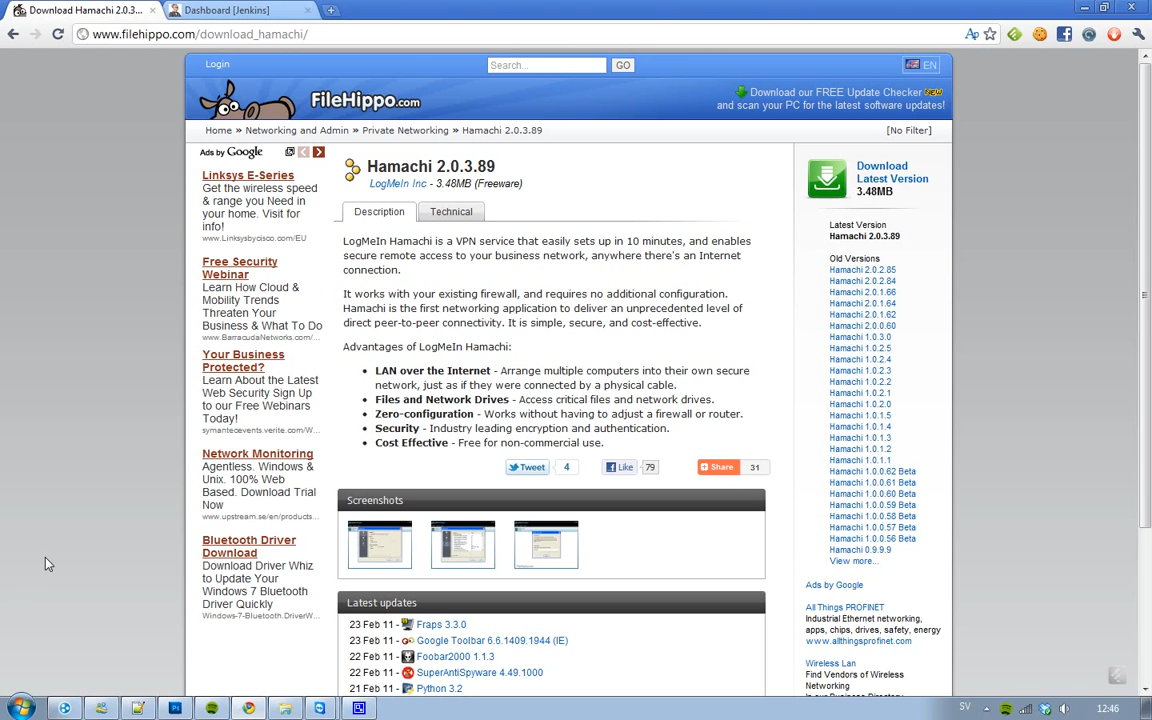 Download Hamachi 2.0.3...
Dashboard [Jenkins]
www.filehippo.com/download_hamachi/
Login
Search...
GO
EN
FileHippo.com
Download our FREE Update Checker NEW
and scan your PC for the latest software updates!
Home » Networking and Admin » Private Networking » Hamachi 2.0.3.89
[No Filter]
Ads by Google
Linksys E-Series
Get the wireless speed
& range you Need in
your home. Visit for
info!
www.Linksysbycisco.com/EU
Free Security
Webinar
Learn How Cloud &
Mobility Trends
Threaten Your
Business & What To Do
www.BarracudaNetworks.com/
Your Business
Protected?
Learn About the Latest
Web Security Sign Up
to our Free Webinars
Today!
symantecevents.verite.com/W...
Network Monitoring
Agentless. Windows &
Unix. 100% Web
Based. Download Trial
Now
www.upstream.se/en/products...
Bluetooth Driver
Download
Download Driver Whiz
to Update Your
Windows 7 Bluetooth
Driver Quickly
Windows-7-Bluetooth.DriverW...
Hamachi 2.0.3.89
LogMeIn Inc - 3.48MB (Freeware)
Description
Technical
LogMeIn Hamachi is a VPN service that easily sets up in 10 minutes, and enables
secure remote access to your business network, anywhere there's an Internet
connection.
It works with your existing firewall, and requires no additional configuration.
Hamachi is the first networking application to deliver an unprecedented level of
direct peer-to-peer connectivity. It is simple, secure, and cost-effective.
Advantages of LogMeIn Hamachi:
• LAN over the Internet - Arrange multiple computers into their own secure
network, just as if they were connected by a physical cable.
• Files and Network Drives - Access critical files and network drives.
• Zero-configuration - Works without having to adjust a firewall or router.
• Security - Industry leading encryption and authentication.
• Cost Effective - Free for non-commercial use.
Tweet 4
Like 79
Share 31
Screenshots
Latest updates
23 Feb 11 - Fraps 3.3.0
23 Feb 11 - Google Toolbar 6.6.1409.1944 (IE)
22 Feb 11 - Foobar2000 1.1.3
22 Feb 11 - SuperAntiSpyware 4.49.1000
21 Feb 11 - Python 3.2
Download
Latest Version
3.48MB
Latest Version
Hamachi 2.0.3.89
Old Versions
Hamachi 2.0.2.85
Hamachi 2.0.2.84
Hamachi 2.0.1.66
Hamachi 2.0.1.64
Hamachi 2.0.1.62
Hamachi 2.0.0.60
Hamachi 1.0.3.0
Hamachi 1.0.2.5
Hamachi 1.0.2.4
Hamachi 1.0.2.3
Hamachi 1.0.2.2
Hamachi 1.0.2.1
Hamachi 1.0.2.0
Hamachi 1.0.1.5
Hamachi 1.0.1.4
Hamachi 1.0.1.3
Hamachi 1.0.1.2
Hamachi 1.0.1.1
Hamachi 1.0.0.62 Beta
Hamachi 1.0.0.61 Beta
Hamachi 1.0.0.60 Beta
Hamachi 1.0.0.59 Beta
Hamachi 1.0.0.58 Beta
Hamachi 1.0.0.57 Beta
Hamachi 1.0.0.56 Beta
Hamachi 0.9.9.9
View more...
Ads by Google
All Things PROFINET
Industrial Ethernet networking,
apps, chips, drives, safety, energy
www.allthingsprofinet.com
Wireless Lan
Find Vendors of Wireless
Networking
SV
12:46